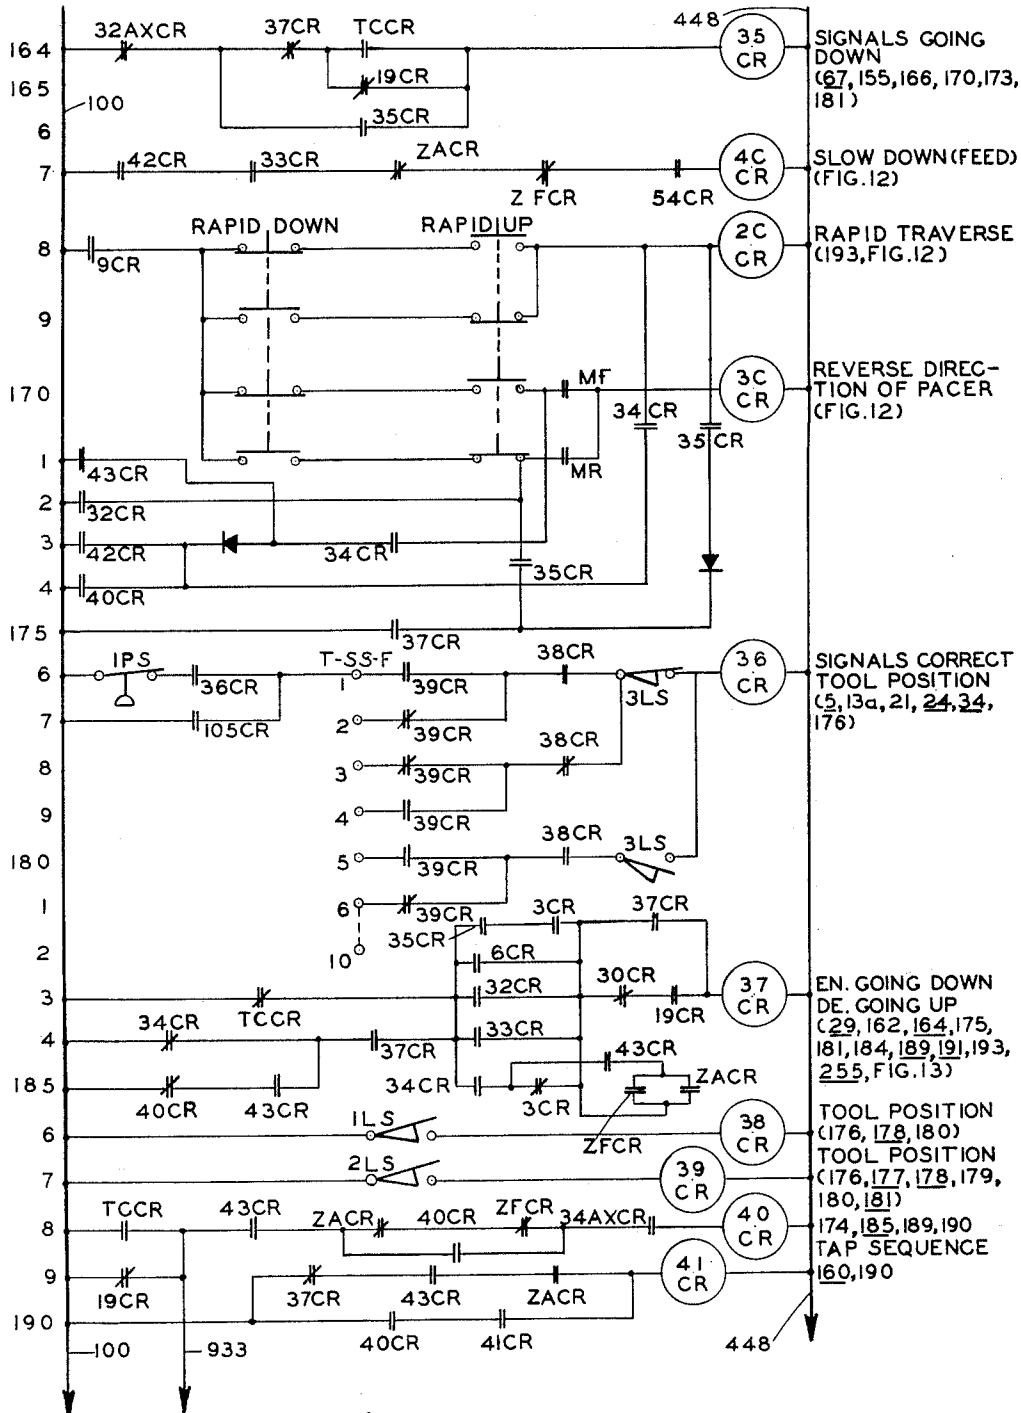 448
32AXCR 37CR TCCR
164 35 CR SIGNALS GOING
DOWN
165 19CR (67, 155, 166, 170, 173,
100 181)
6 35CR
42CR 33CR ZACR
7 4C CR SLOW DOWN (FEED)
Z FCR 54CR (FIG.12)
RAPID DOWN RAPID UP
8 9CR 2C CR RAPID TRAVERSE
(193, FIG.12)
9
170 MF 3C CR REVERSE DIREC-
TION OF PACER
34CR 35CR (FIG.12)
1 43CR MR
2 32CR
3 42CR 34CR
35CR
4 40CR
175 37CR
1PS T-SS-F 38CR
6 36CR 1 39CR 3LS 36 CR SIGNALS CORRECT
TOOL POSITION
(5, 13a, 21, 24, 34,
7 105CR 2 39CR 176)
38CR
8 3 39CR
9 4 39CR
38CR 3LS
180 5 39CR
1 6 39CR 3CR 37CR
35CR
2 10 6CR
30CR
3 TCCR 32CR 19CR 37 CR EN. GOING DOWN
DE. GOING UP
34CR (29, 162, 164, 175,
4 37CR 33CR 181, 184, 189, 191, 193,
43CR 255, FIG.13)
185 40CR 43CR 34CR 3CR ZACR
ZFCR
1LS TOOL POSITION
6 38 CR (176, 178, 180)
2LS TOOL POSITION
7 39 CR (176, 177, 178, 179,
180, 181)
TCCR 43CR ZACR 40CR ZFCR 34AXCR
8 40 CR 174, 185, 189, 190
TAP SEQUENCE
9 19CR 37CR 43CR ZACR 41 CR 160, 190
190 40CR 41CR
100 933 448